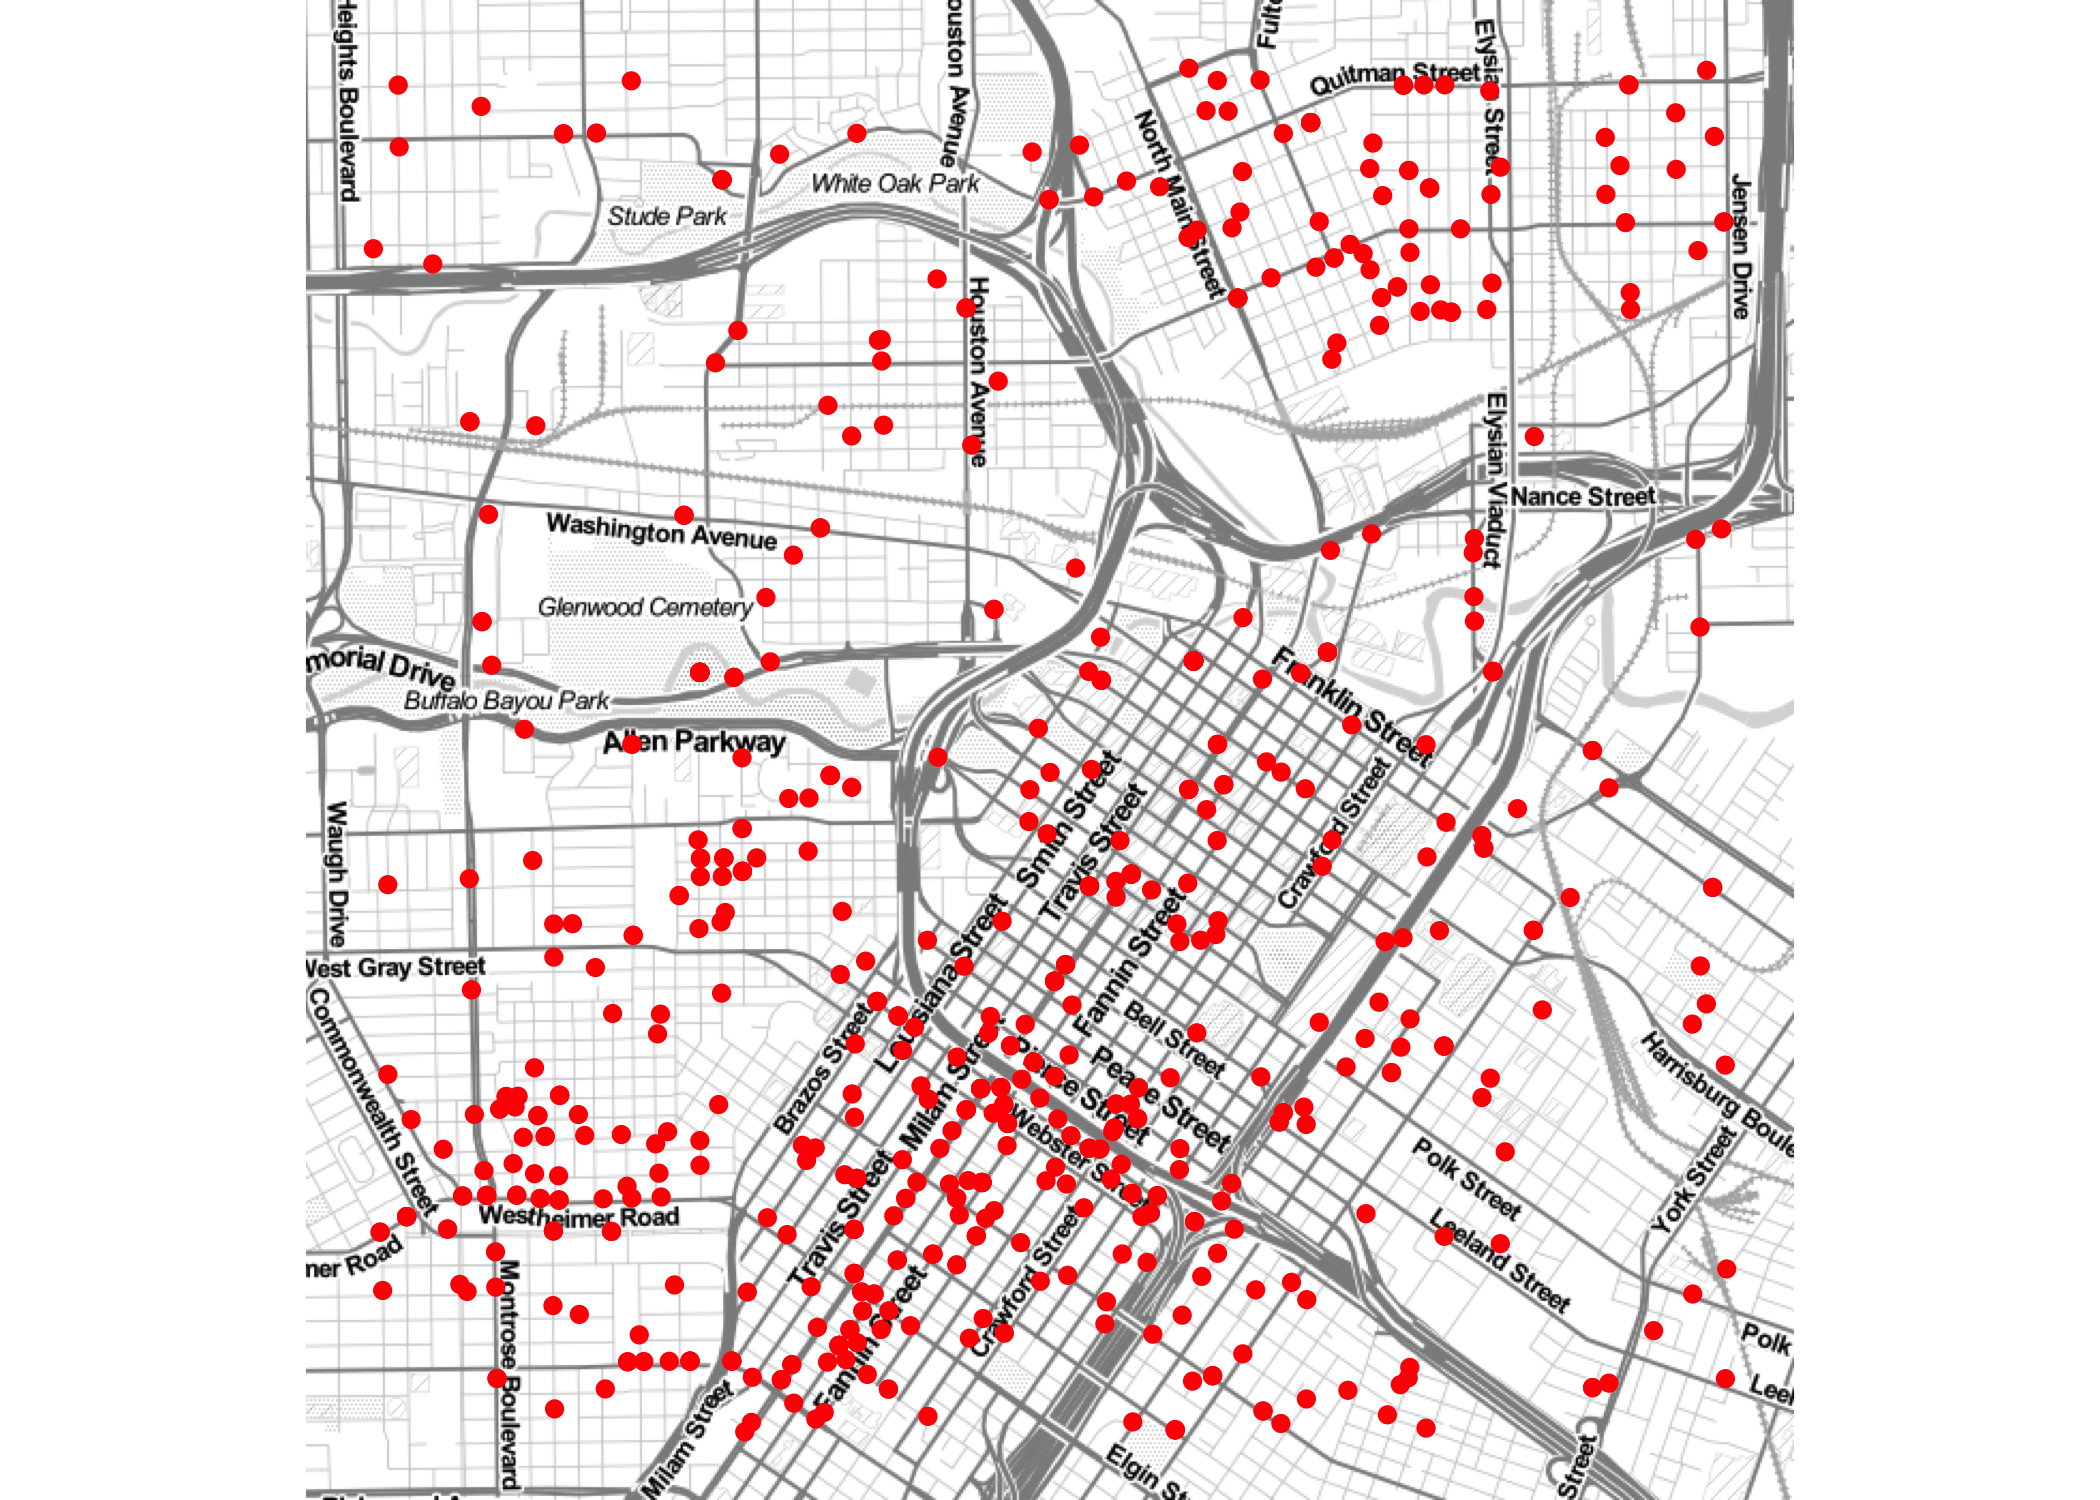 Heights Boulevard
ouston Avenue
Fulto
Elysia Street
Quitman Street
North Main Street
White Oak Park
Stude Park
Jensen Drive
Houston Avenue
Elysian Viaduct
Nance Street
Washington Avenue
Glenwood Cemetery
morial Drive
Buffalo Bayou Park
Allen Parkway
Franklin Street
Smith Street
Travis Street
Crawford Street
Waugh Drive
West Gray Street
Louisiana Street
Fannin Street
Bell Street
Commonwealth Street
Brazos Street
Milam Street
Pierce Street
Pease Street
Webster Street
Harrisburg Boule
Polk Street
York Street
Leeland Street
Westheimer Road
mer Road
Travis Street
Crawford Street
Fannin Street
Montrose Boulevard
Polk
Leel
Milam Street
Elgin St
Street